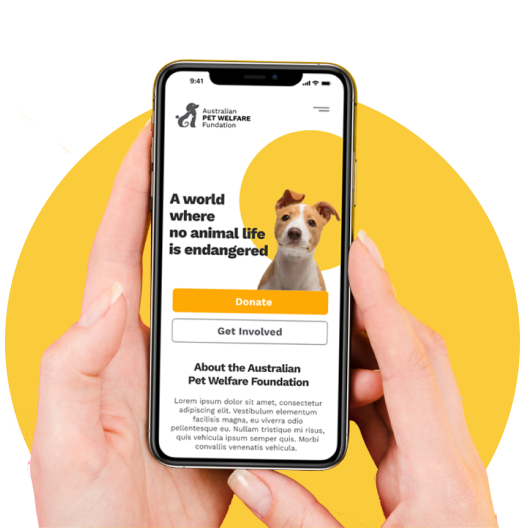 9:41
Australian
PET WELFARE
Fundation
A world
where
no animal life
is endangered
Donate
Get Involved
About the Australian
Pet Welfare Foundation
Lorem ipsum dolor sit amet, consectetur
adipiscing elit. Vestibulum elementum
facilisis magna, eu viverra odio
pellentesque eu. Nullam tristique mi risus,
quis vehicula ipsum semper quis. Morbi
convallis venenatis vehicula.